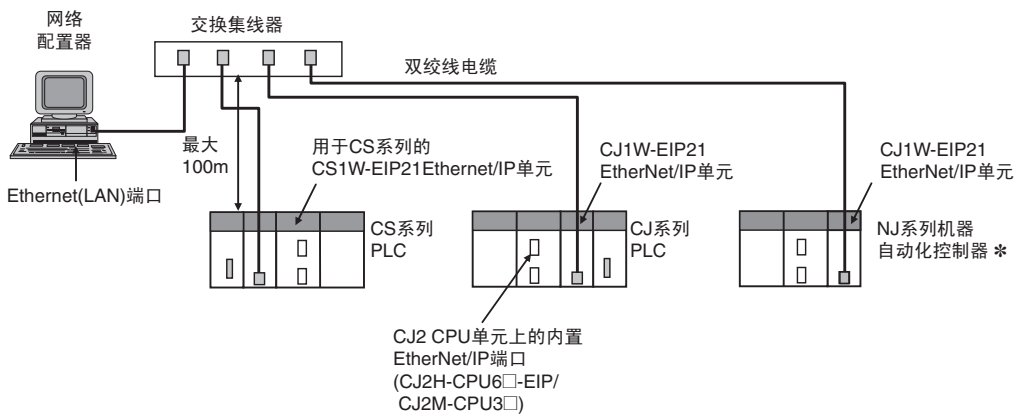 网络
配置器
交换集线器
双绞线电缆
最大
100m
用于CS系列的
CS1W-EIP21Ethernet/IP单元
CJ1W-EIP21
EtherNet/IP单元
CJ1W-EIP21
EtherNet/IP单元
Ethernet(LAN)端口
CS系列
PLC
CJ系列
PLC
NJ系列机器
自动化控制器 *
CJ2 CPU单元上的内置
EtherNet/IP端口
(CJ2H-CPU6□-EIP/
CJ2M-CPU3□)